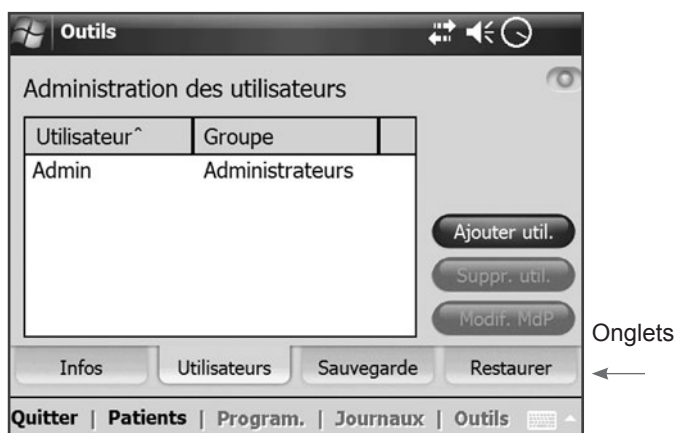 Outils
Administration des utilisateurs
Utilisateur^ Groupe
Admin Administrateurs
Ajouter util.
Suppr. util.
Modif. MdP
Onglets
Infos Utilisateurs Sauvegarde Restaurer
Quitter | Patients | Program. | Journaux | Outils